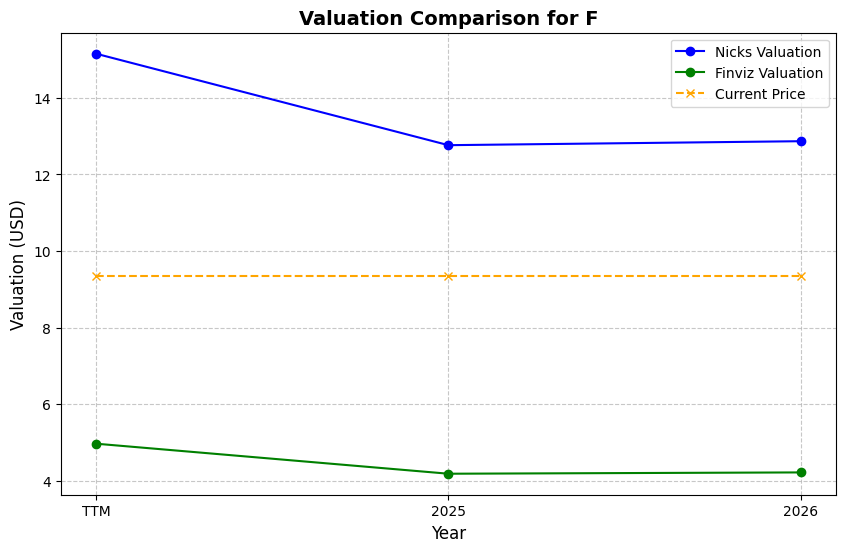 Valuation Comparison for F
Nicks Valuation
Finviz Valuation
Current Price
Valuation (USD)
14
12
10
8
6
4
TTM
2025
2026
Year